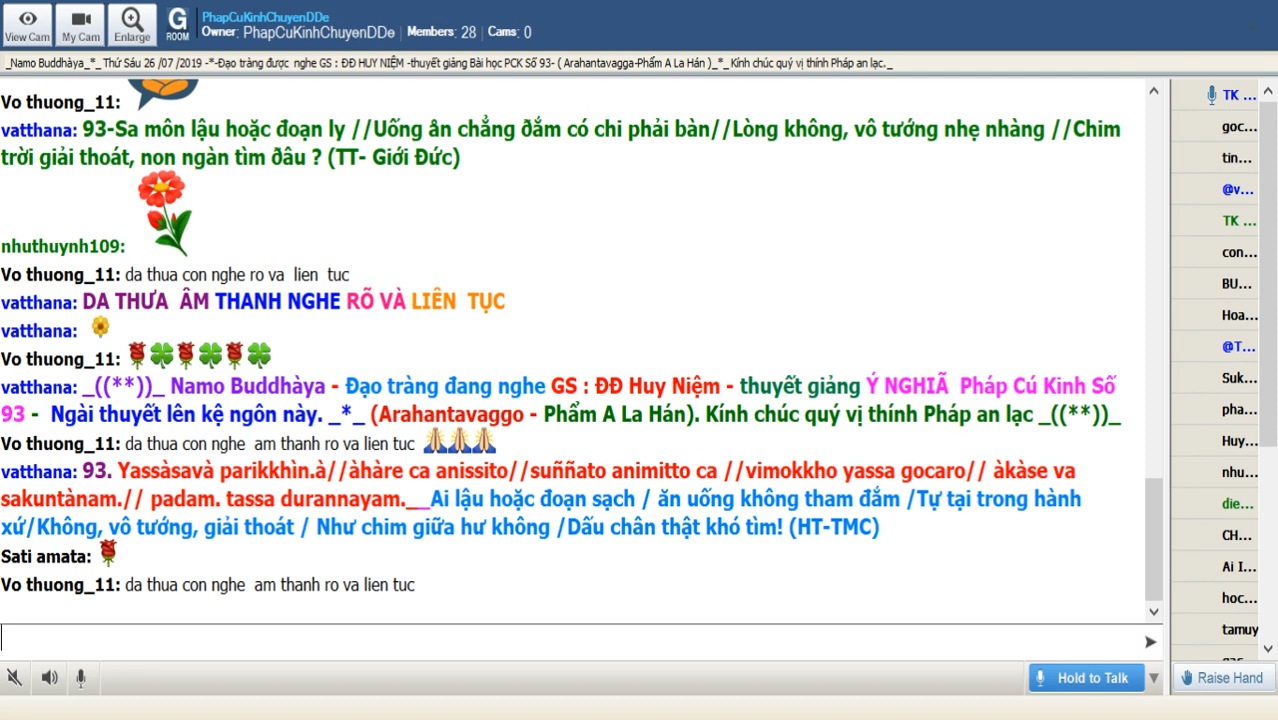 PhapCuKinhChuyenDDe
Owner: PhapCuKinhChuyenDDe Members: 28 Cams: 0
View Cam My Cam Enlarge G ROOM
_Namo Buddhàya_*_ Thứ Sáu 26 /07 /2019 -*-Đạo tràng được nghe GS : ĐĐ HUY NIỆM -thuyết giảng Bài học PCK Số 93- ( Arahantavagga-Phẩm A La Hán )_*_Kính chúc quý vị thính Pháp an lạc._
Vo thuong_11:
vatthana: 93-Sa môn lậu hoặc đoạn ly //Uống ân chẳng ðắm có chi phải bàn//Lòng không, vô tướng nhẹ nhàng //Chim
trời giải thoát, non ngàn tìm ðâu ? (TT- Giới Đức)
nhuthuynh109:
Vo thuong_11: da thua con nghe ro va lien tuc
vatthana: DA THƯA ÂM THANH NGHE RÕ VÀ LIÊN TỤC
vatthana:
Vo thuong_11:
vatthana: _((**))_ Namo Buddhàya - Đạo tràng đang nghe GS : ĐĐ Huy Niệm - thuyết giảng Ý NGHIÃ Pháp Cú Kinh Số
93 - Ngài thuyết lên kệ ngôn này. _*_ (Arahantavaggo - Phẩm A La Hán). Kính chúc quý vị thính Pháp an lạc _((**))_
Vo thuong_11: da thua con nghe am thanh ro va lien tuc
vatthana: 93. Yassàsavà parikkhìn.à//àhàre ca anissito//suññato animitto ca //vimokkho yassa gocaro// àkàse va
sakuntànam.// padam. tassa durannayam.__Ai lậu hoặc đoạn sạch / ăn uống không tham đắm /Tự tại trong hành
xứ/Không, vô tướng, giải thoát / Như chim giữa hư không /Dấu chân thật khó tìm! (HT-TMC)
Sati amata:
Vo thuong_11: da thua con nghe am thanh ro va lien tuc
TK ...
goc...
tin...
@v...
TK ...
con...
BU...
Hoa...
@T...
Suk...
pha...
Huy...
nhu...
die...
CH...
Ai I...
hoc...
tamuy
Hold to Talk
Raise Hand